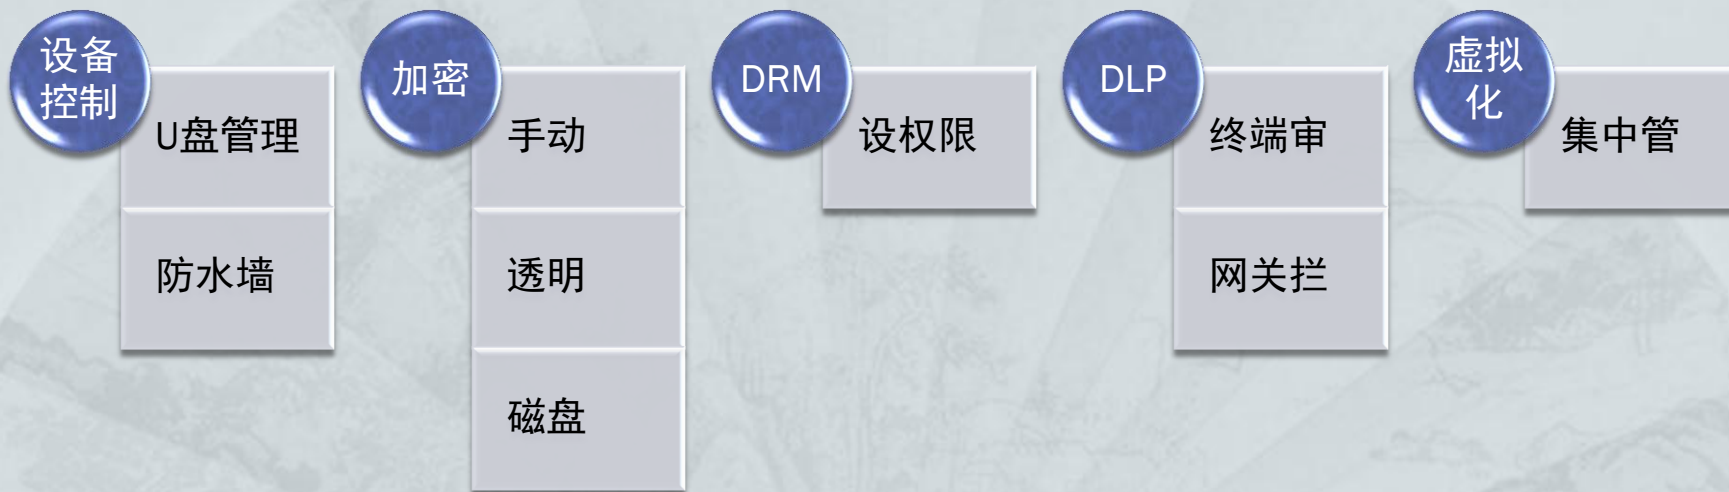 设备
控制
U盘管理
防水墙
加密
手动
透明
磁盘
DRM
设权限
DLP
终端审
网关拦
虚拟
化
集中管